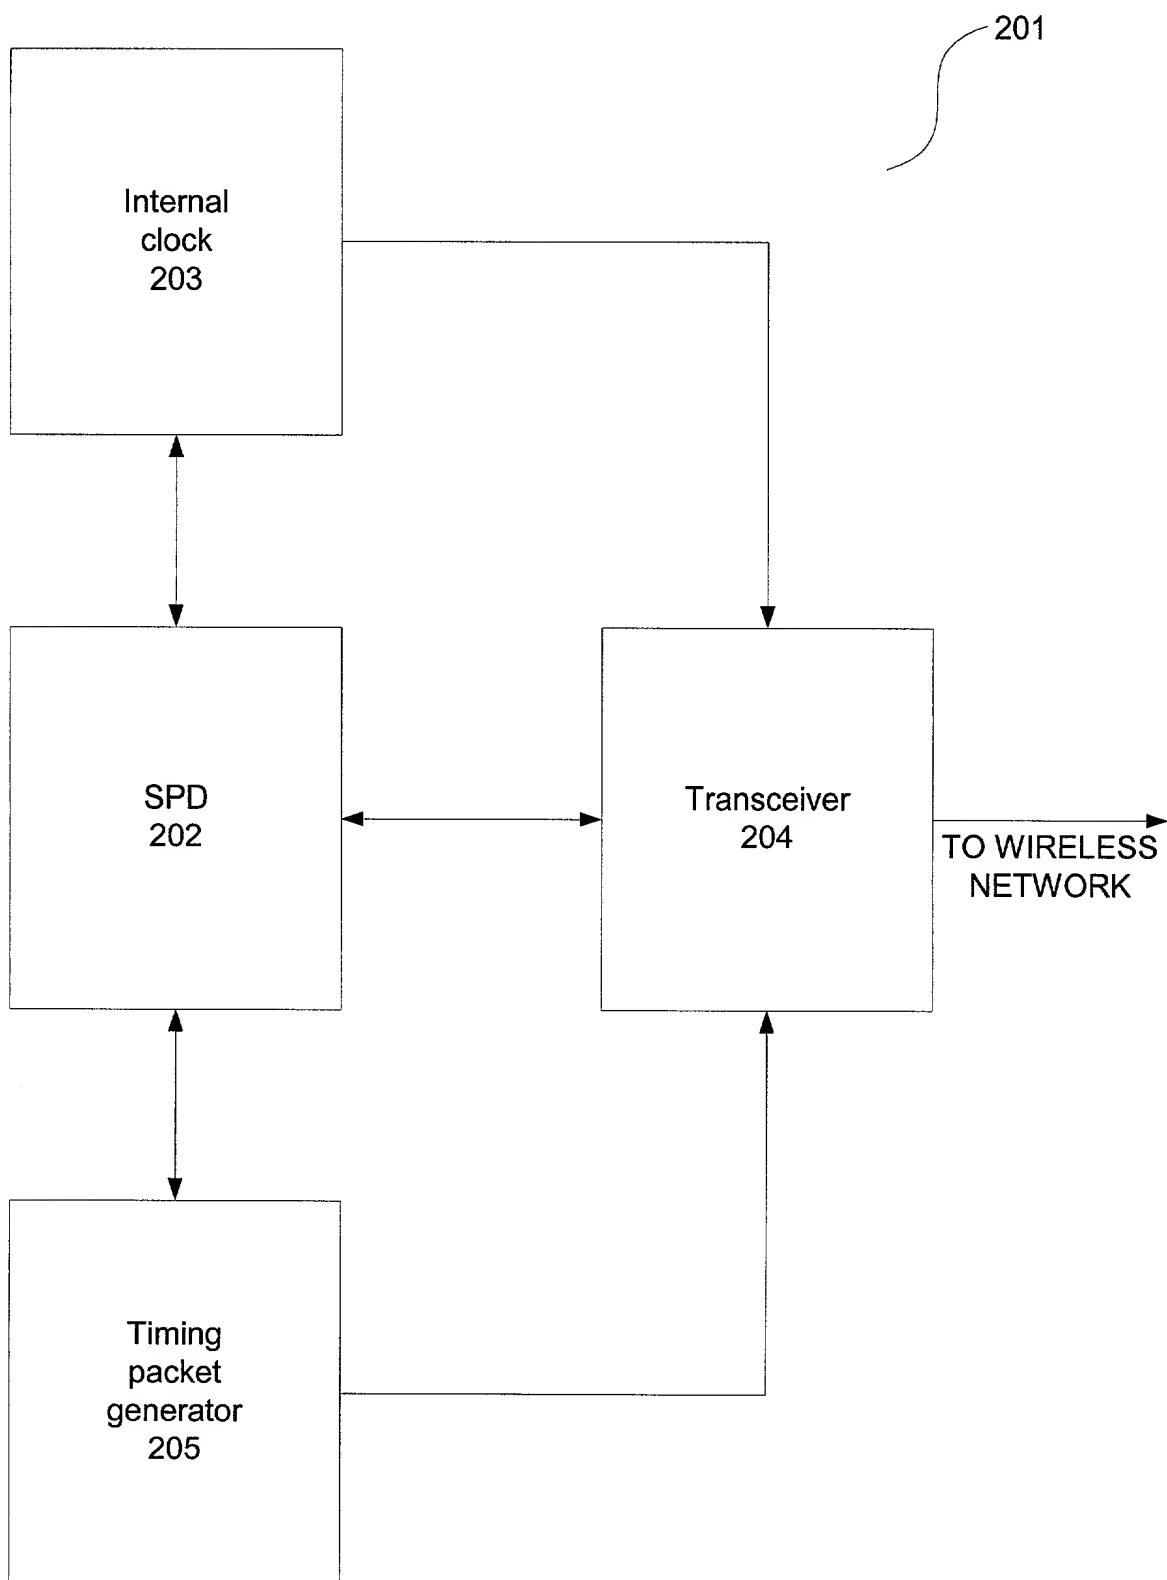 201
Internal
clock
203
SPD
202
Transceiver
204
TO WIRELESS
NETWORK
Timing
packet
generator
205